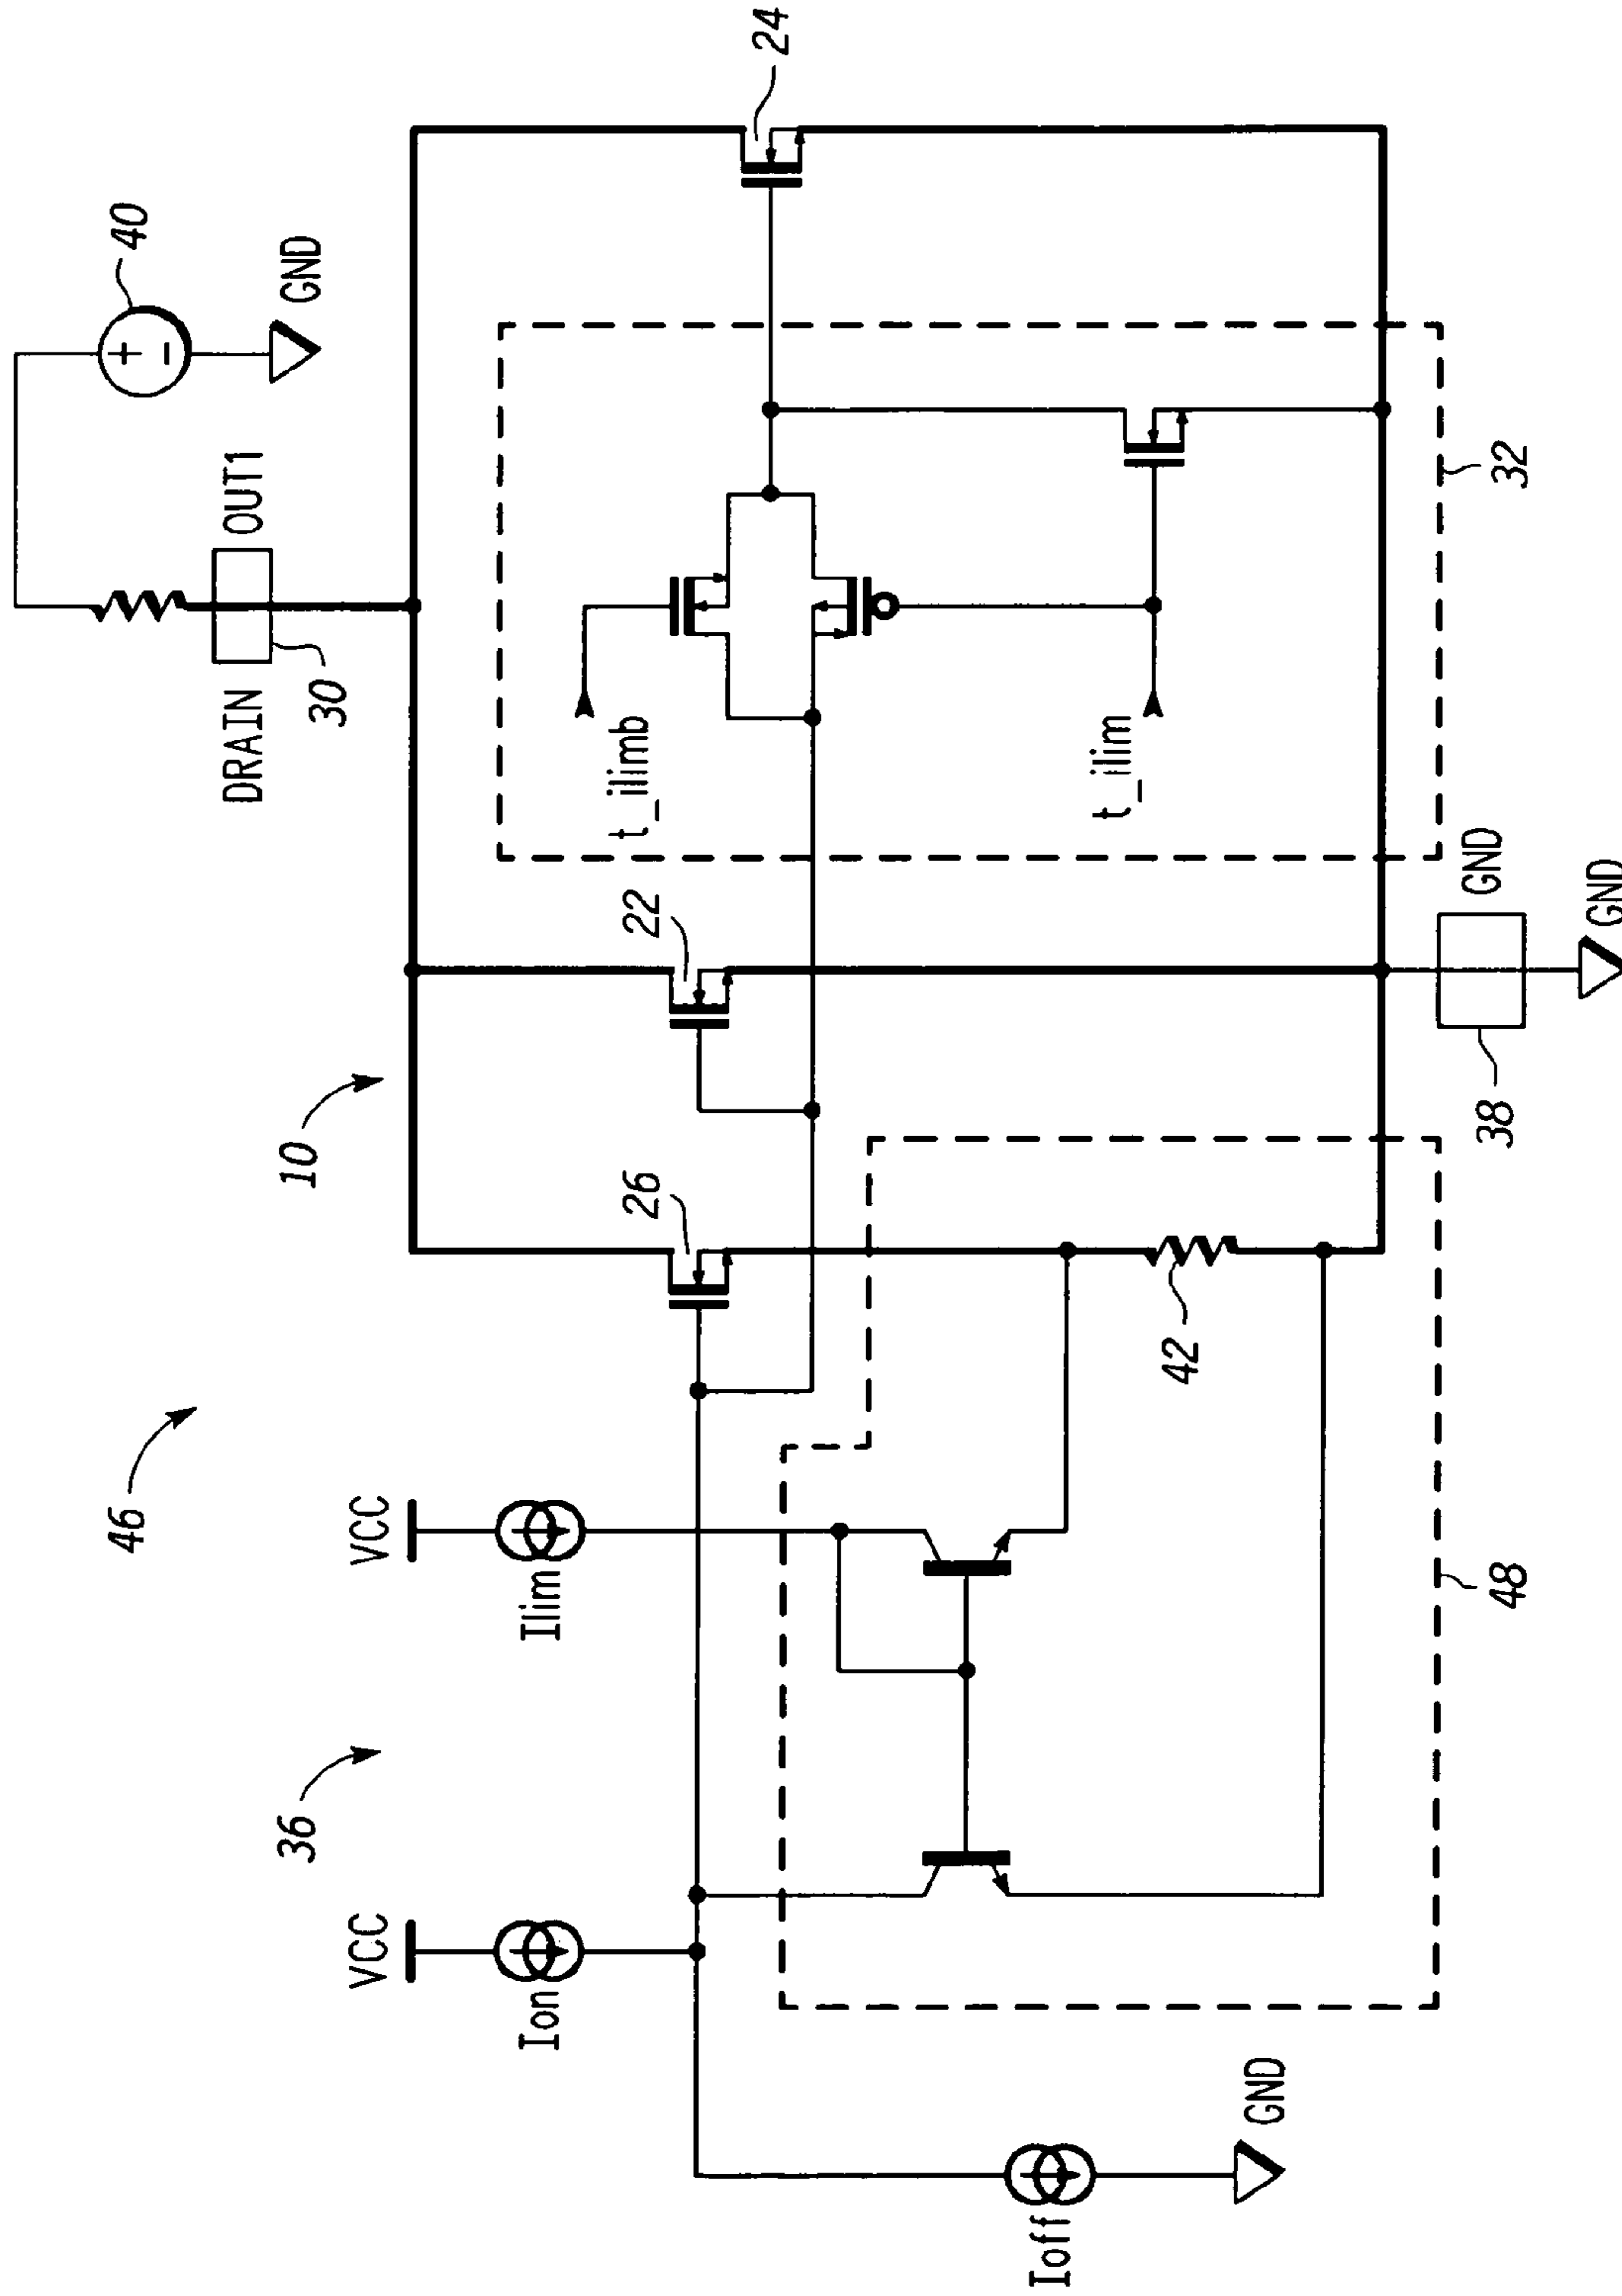 46
36
10
40
GND
DRAIN
OUT1
30
VCC
VCC
Ion
Ilim
26
22
24
t_ilimb
t_ilim
32
42
48
38
GND
GND
Ioff
GND
+
−